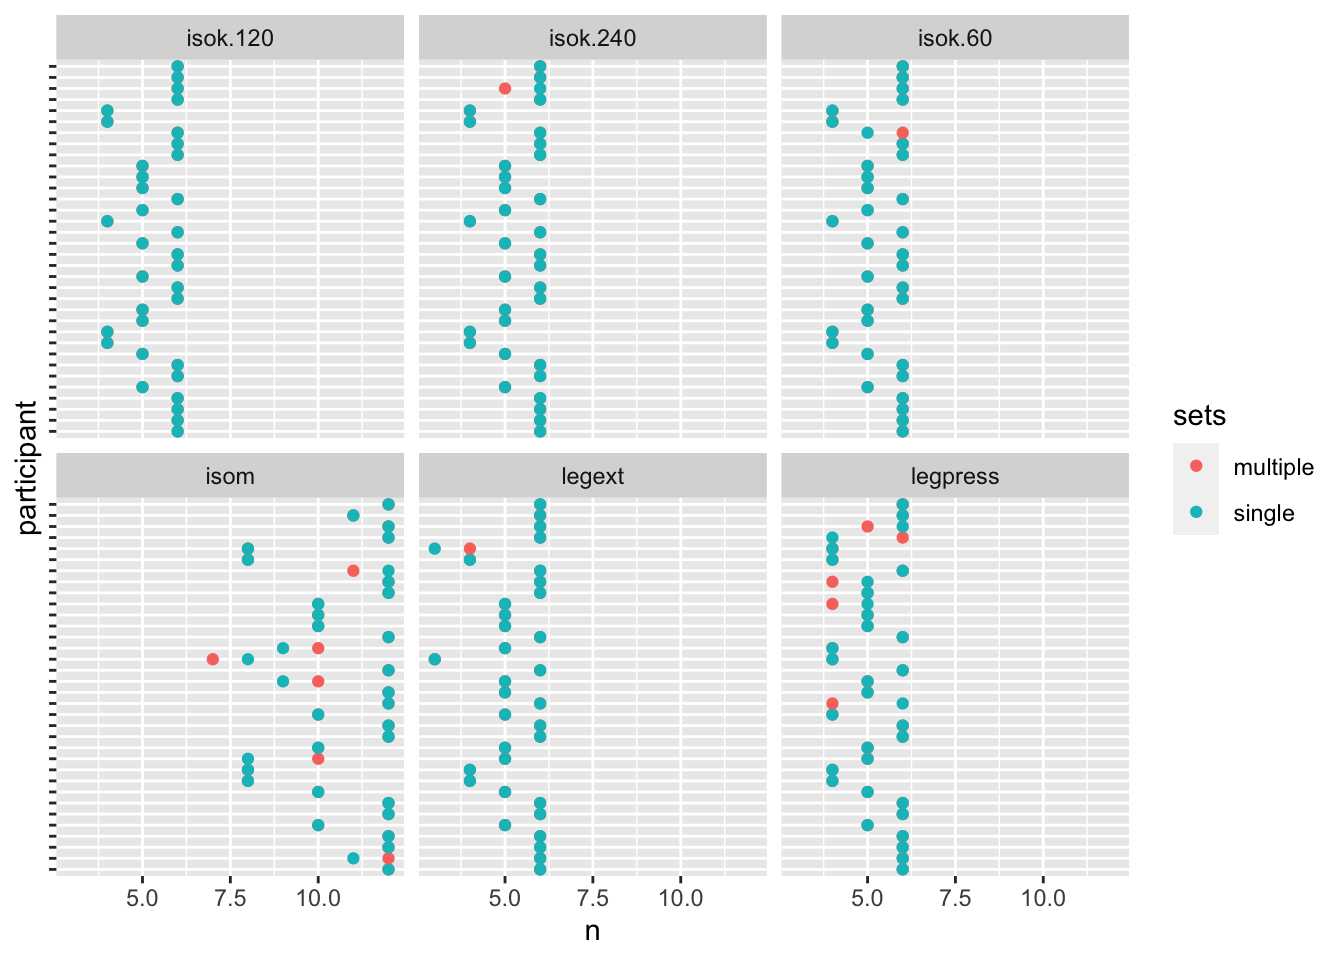 isok.120 isok.240 isok.60
participant
sets
multiple
single
isom legext legpress
5.0 7.5 10.0 5.0 7.5 10.0 5.0 7.5 10.0
n